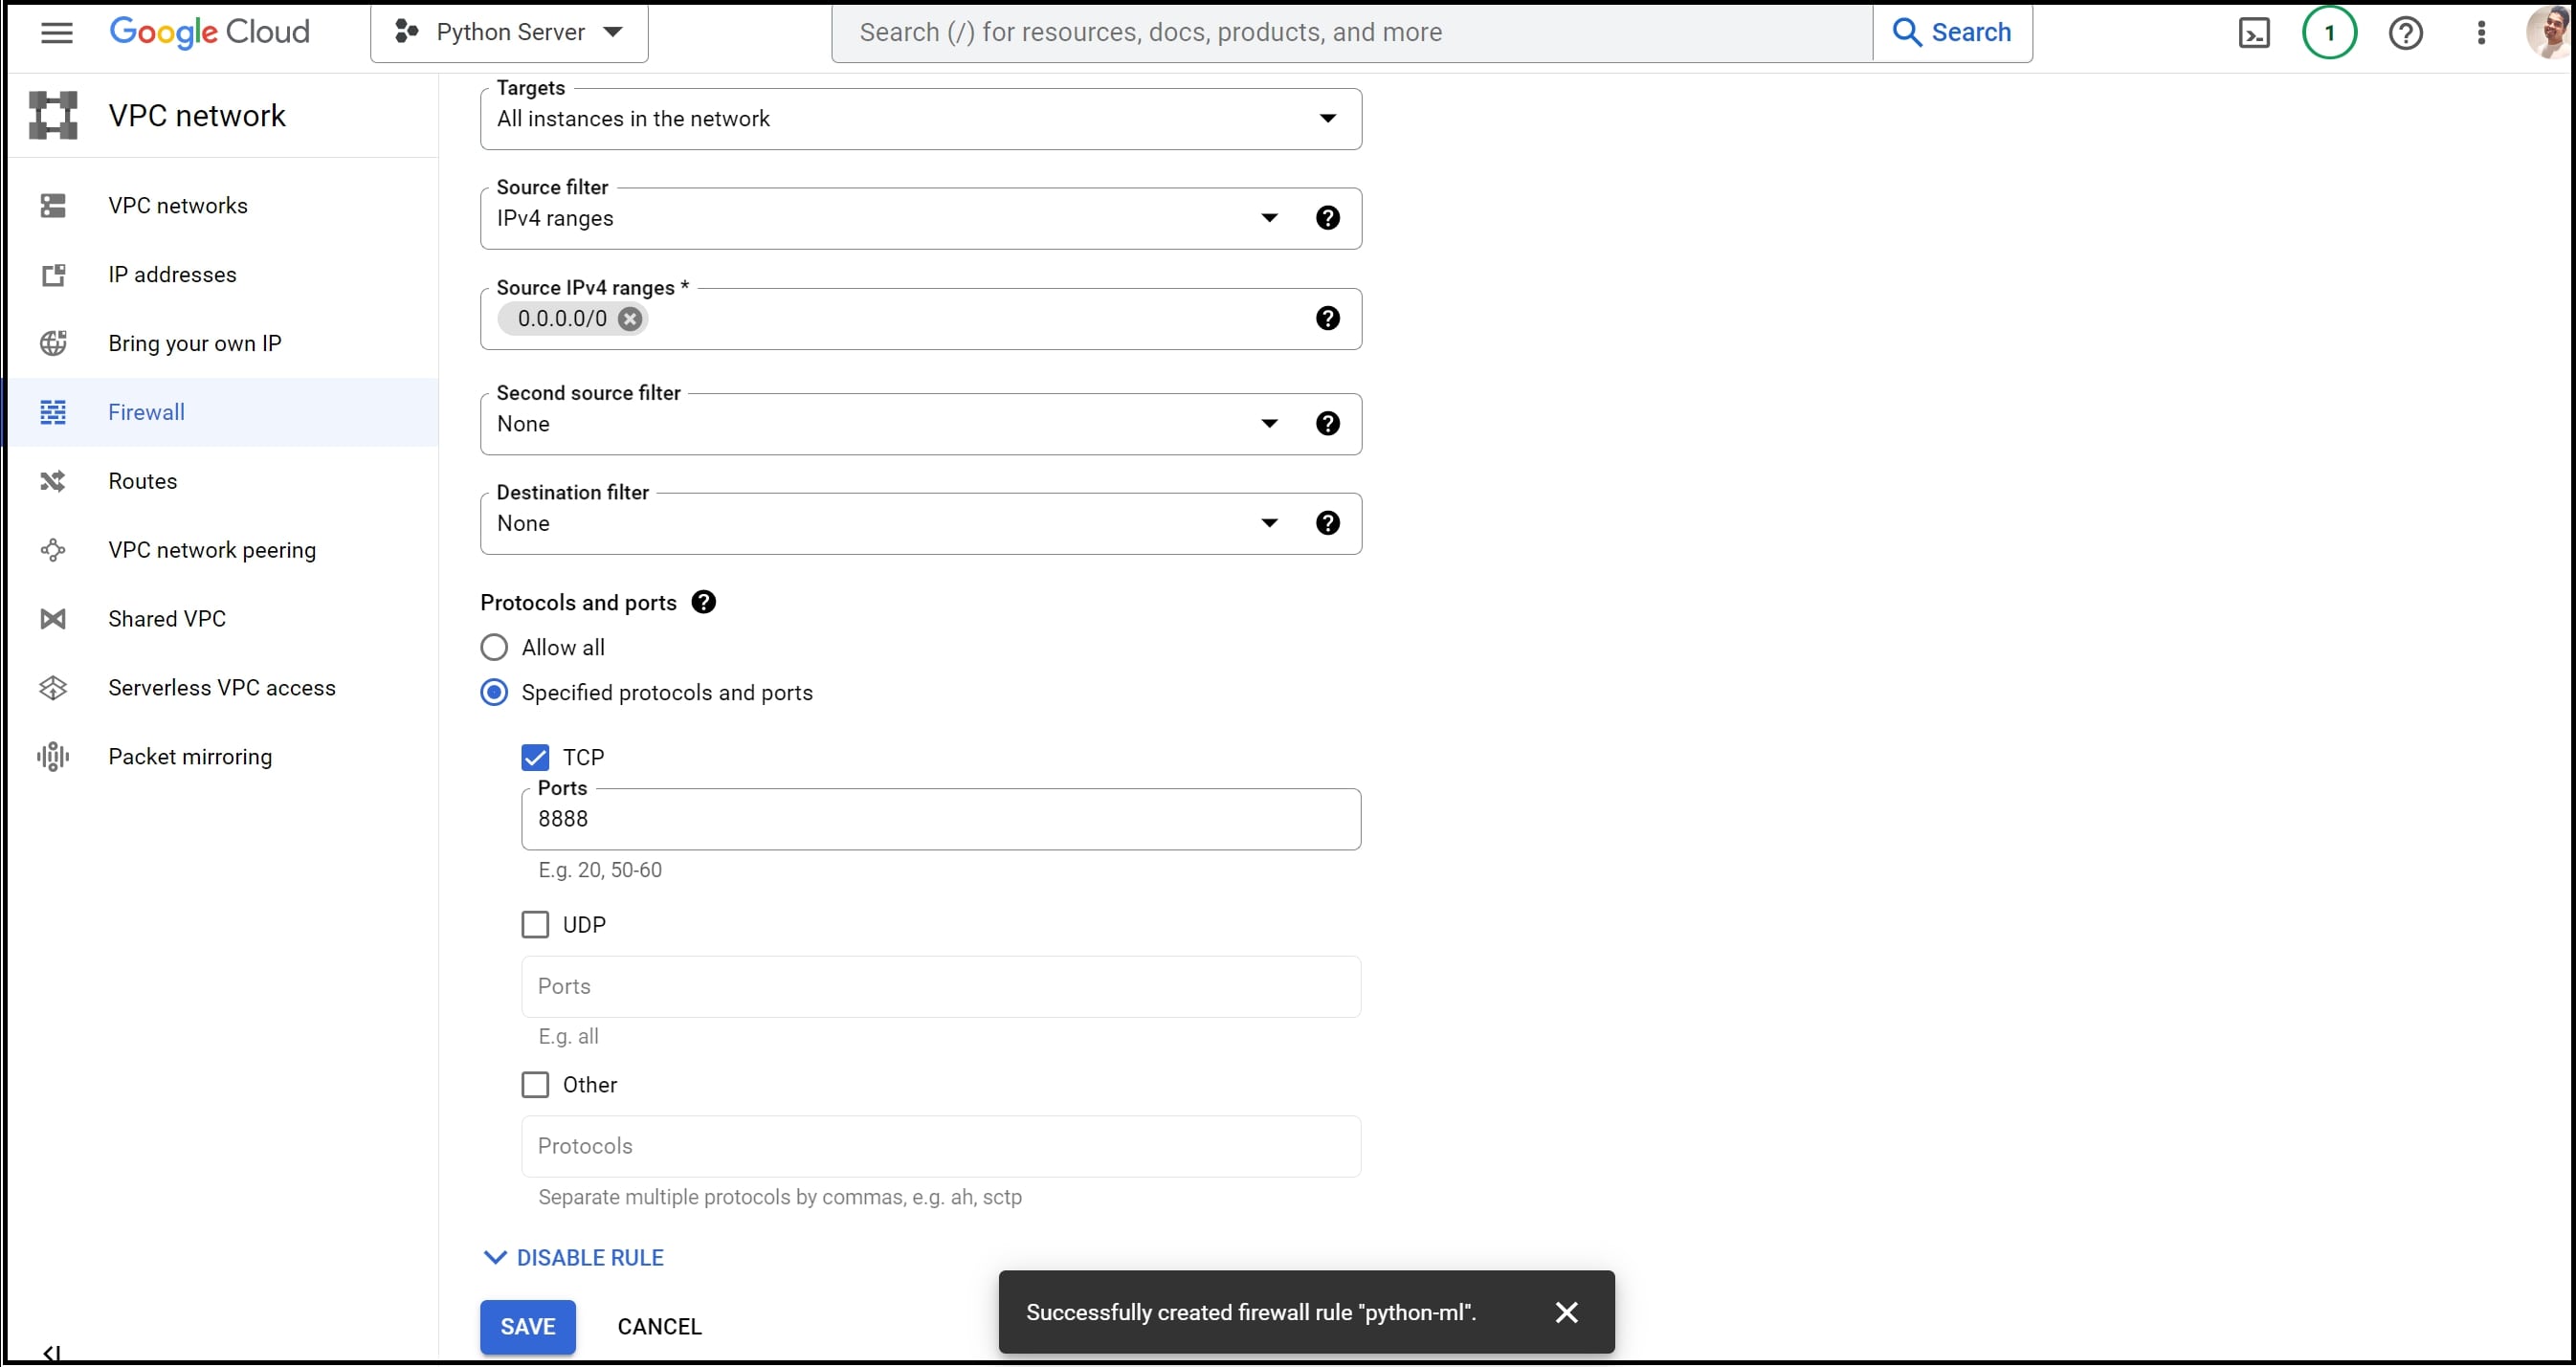 Google Cloud
Python Server
Search (/) for resources, docs, products, and more
Search
1
VPC network
VPC networks
IP addresses
Bring your own IP
Firewall
Routes
VPC network peering
Shared VPC
Serverless VPC access
Packet mirroring
Targets
All instances in the network
Source filter
IPv4 ranges
Source IPv4 ranges *
0.0.0.0/0
Second source filter
None
Destination filter
None
Protocols and ports
Allow all
Specified protocols and ports
TCP
Ports
8888
E.g. 20, 50-60
UDP
Ports
E.g. all
Other
Protocols
Separate multiple protocols by commas, e.g. ah, sctp
DISABLE RULE
SAVE
CANCEL
Successfully created firewall rule "python-ml".